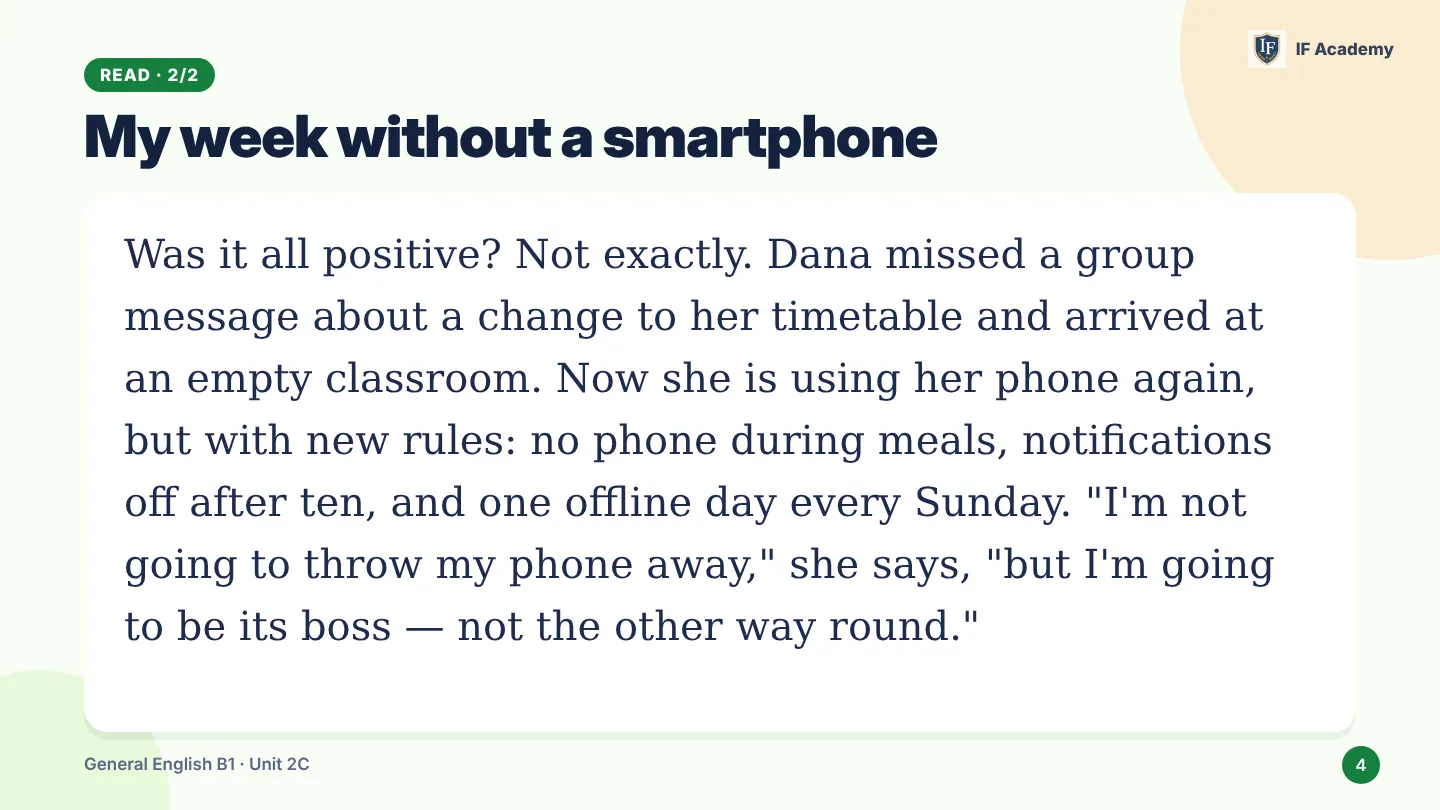 IF
IF Academy
READ · 2/2
My week without a smartphone
Was it all positive? Not exactly. Dana missed a group
message about a change to her timetable and arrived at
an empty classroom. Now she is using her phone again,
but with new rules: no phone during meals, notifications
off after ten, and one offline day every Sunday. "I'm not
going to throw my phone away," she says, "but I'm going
to be its boss — not the other way round."
General English B1 · Unit 2C
4